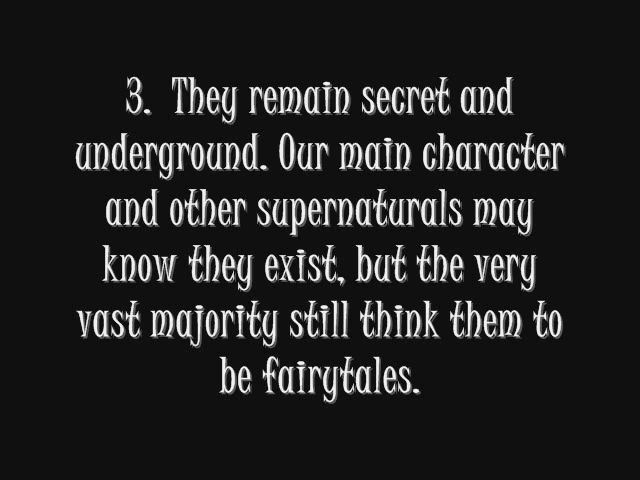 3.  They remain secret and
underground. Our main character
and other supernaturals may
know they exist, but the very
vast majority still think them to
be fairytales.